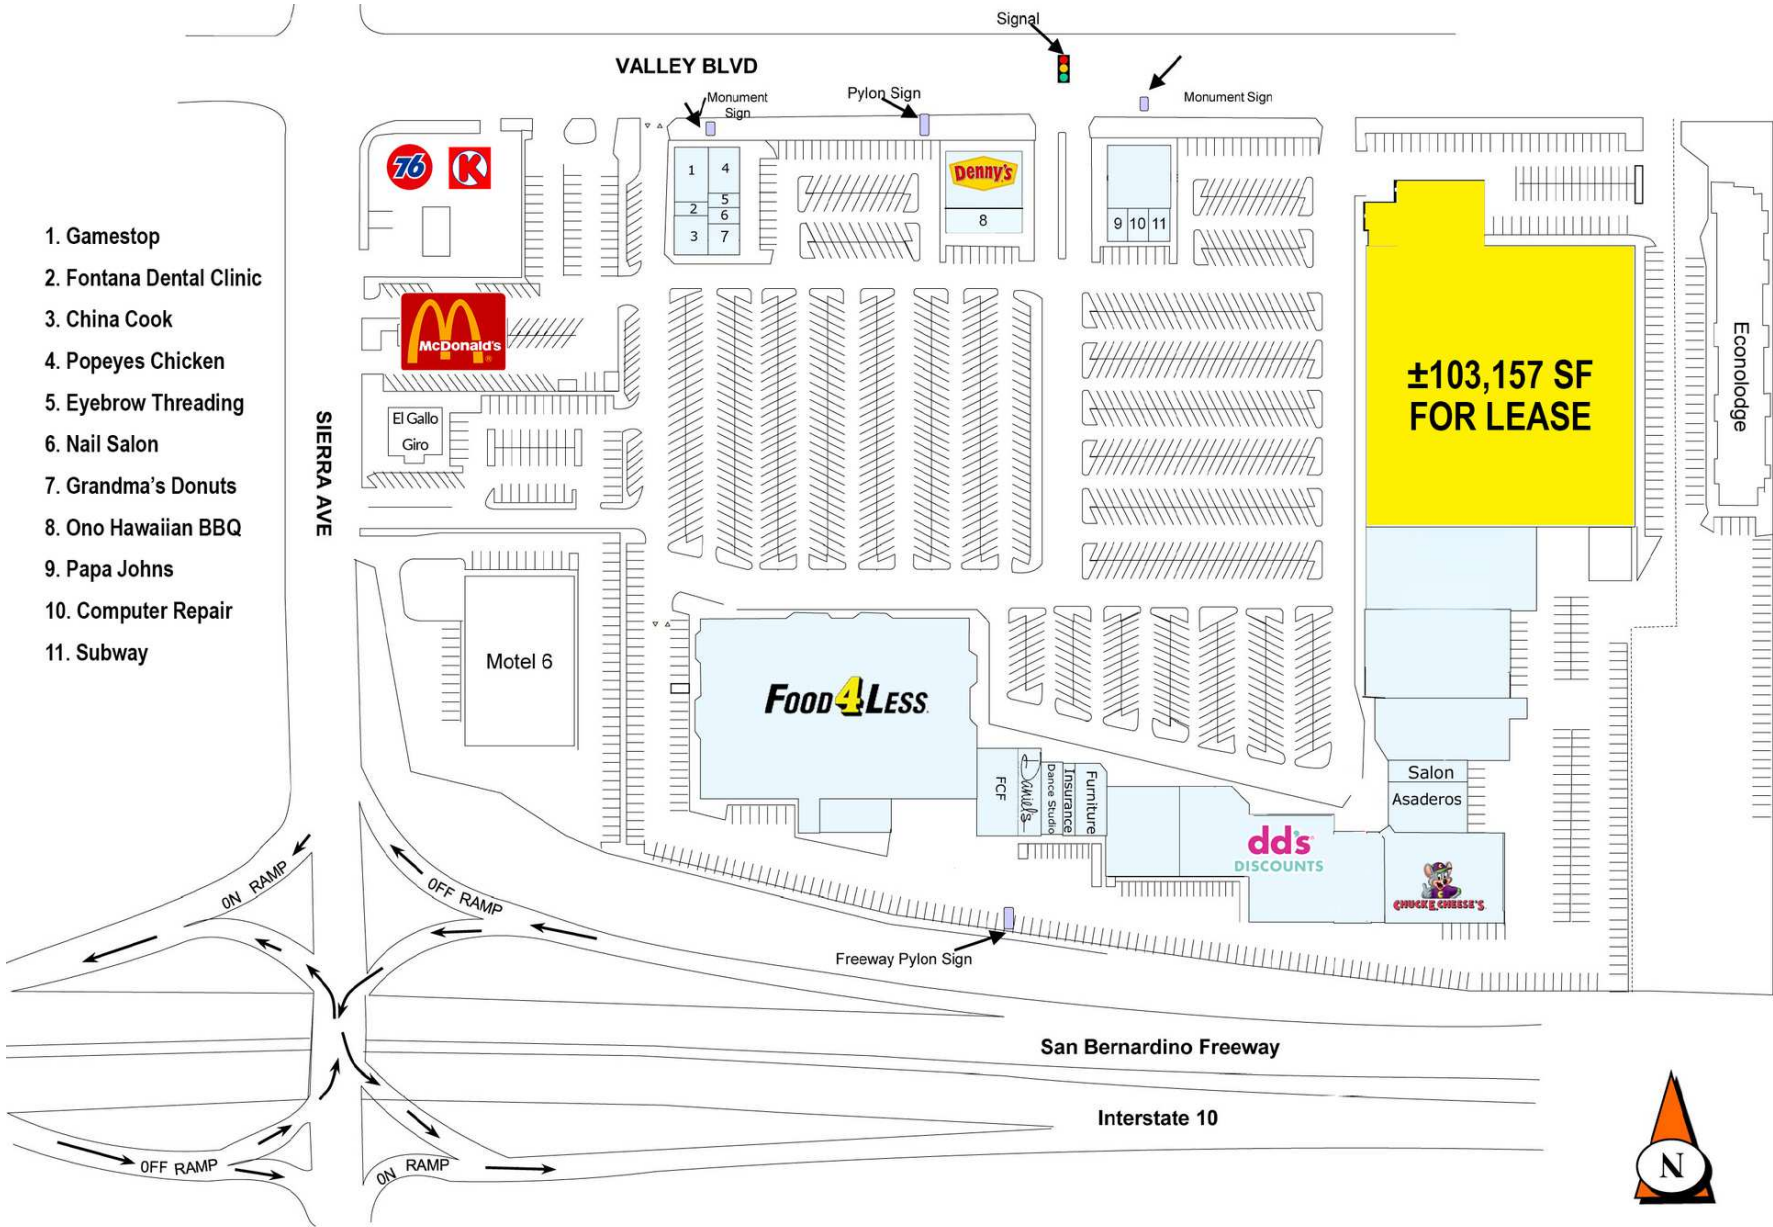 Signal
VALLEY BLVD
Monument
Sign
Pylon Sign
Monument Sign
76
K
Denny's
1
4
5
2
6
3
7
8
9
10
11
1. Gamestop
2. Fontana Dental Clinic
3. China Cook
4. Popeyes Chicken
5. Eyebrow Threading
6. Nail Salon
7. Grandma's Donuts
8. Ono Hawaiian BBQ
9. Papa Johns
10. Computer Repair
11. Subway
McDonald's
El Gallo
Giro
SIERRA AVE
±103,157 SF
FOR LEASE
Econolodge
Motel 6
FOOD 4 LESS
FCF
Daniel's
Dance Studio
Insurance
Furniture
Salon
Asaderos
dd's
DISCOUNTS
CHUCK E. CHEESE'S
Freeway Pylon Sign
ON RAMP
OFF RAMP
San Bernardino Freeway
Interstate 10
OFF RAMP
ON RAMP
N